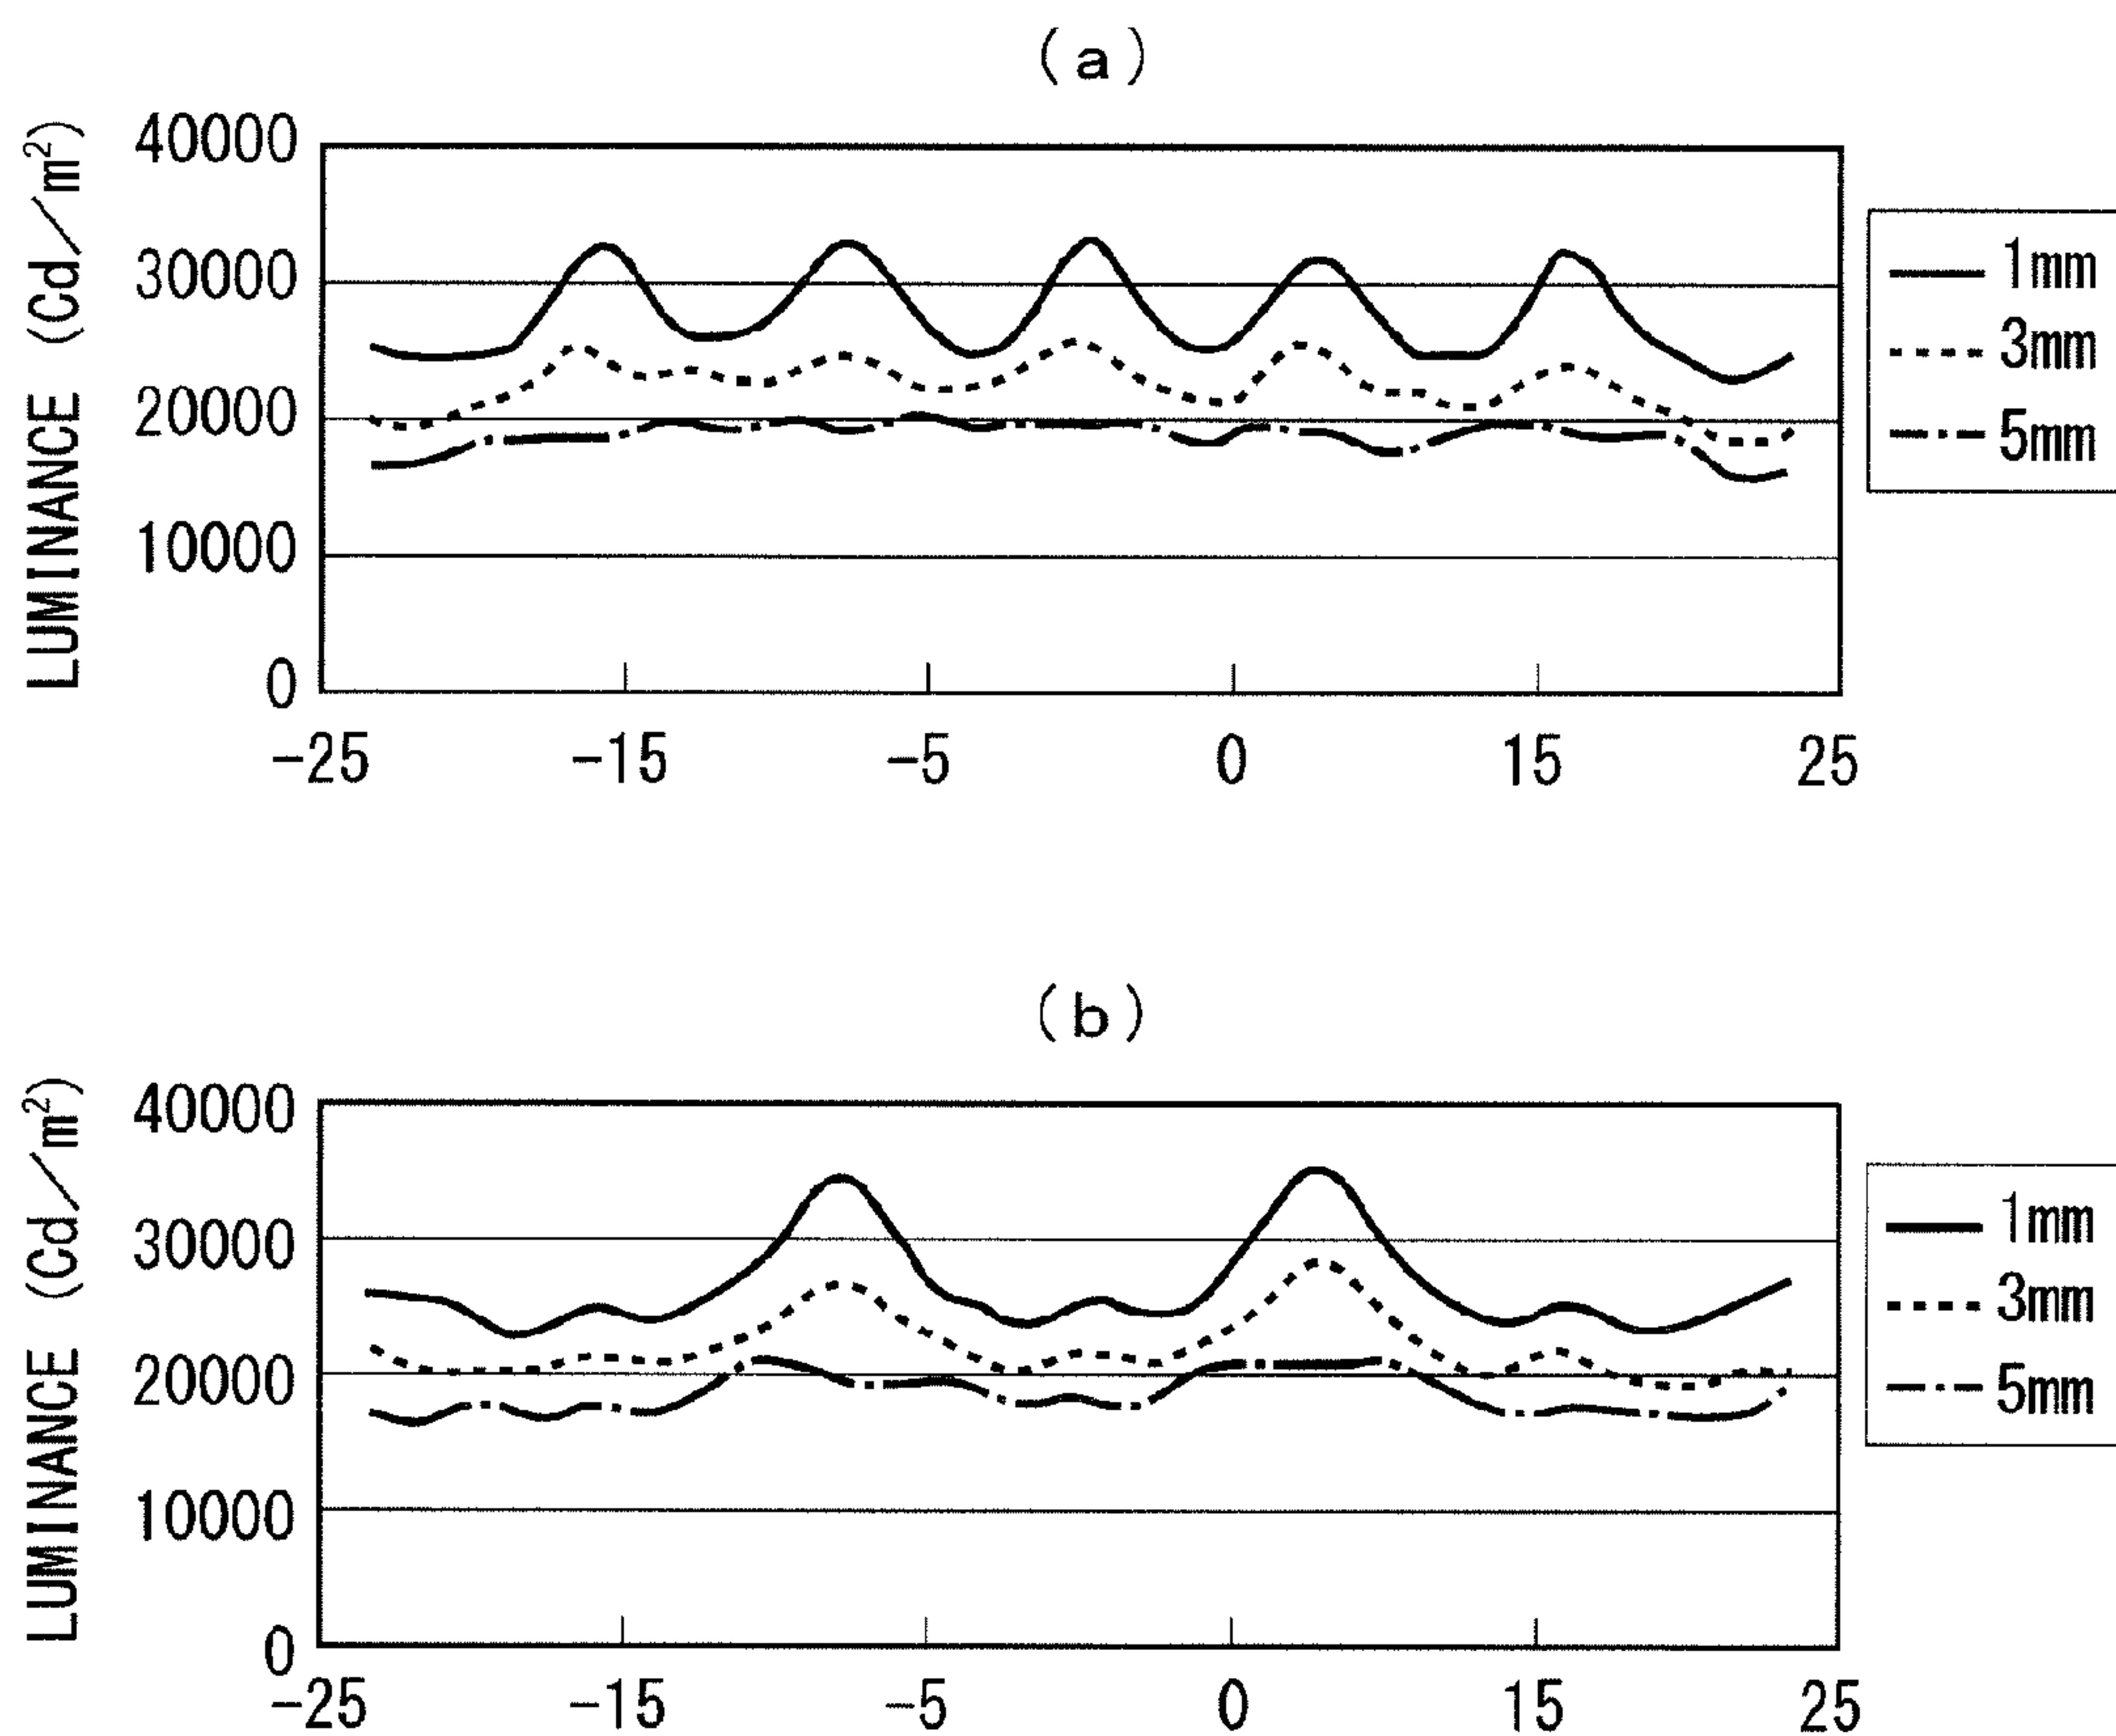 (a)
LUMINANCE (Cd/m²)
40000
30000
20000
10000
0
-25 -15 -5 0 15 25
1mm
3mm
5mm
(b)
LUMINANCE (Cd/m²)
40000
30000
20000
10000
0
-25 -15 -5 0 15 25
1mm
3mm
5mm